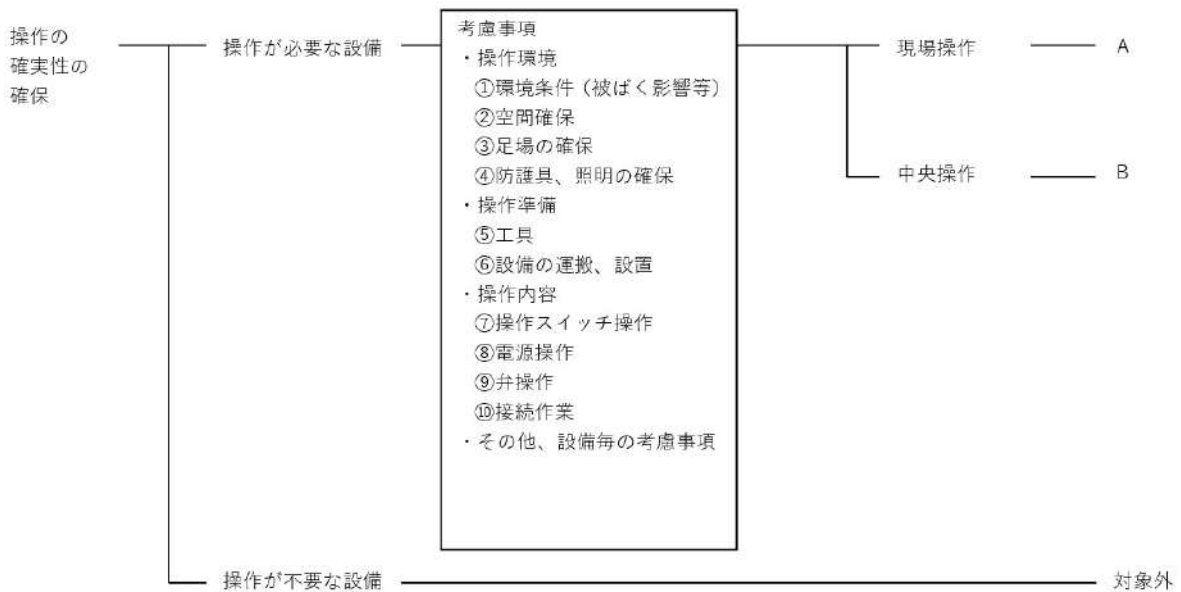 操作の
確実性の
確保
操作が必要な設備
考慮事項
・操作環境
①環境条件（被ばく影響等）
②空間確保
③足場の確保
④防護具、照明の確保
・操作準備
⑤工具
⑥設備の運搬、設置
・操作内容
⑦操作スイッチ操作
⑧電源操作
⑨弁操作
⑩接続作業
・その他、設備毎の考慮事項
現場操作
A
中央操作
B
操作が不要な設備
対象外